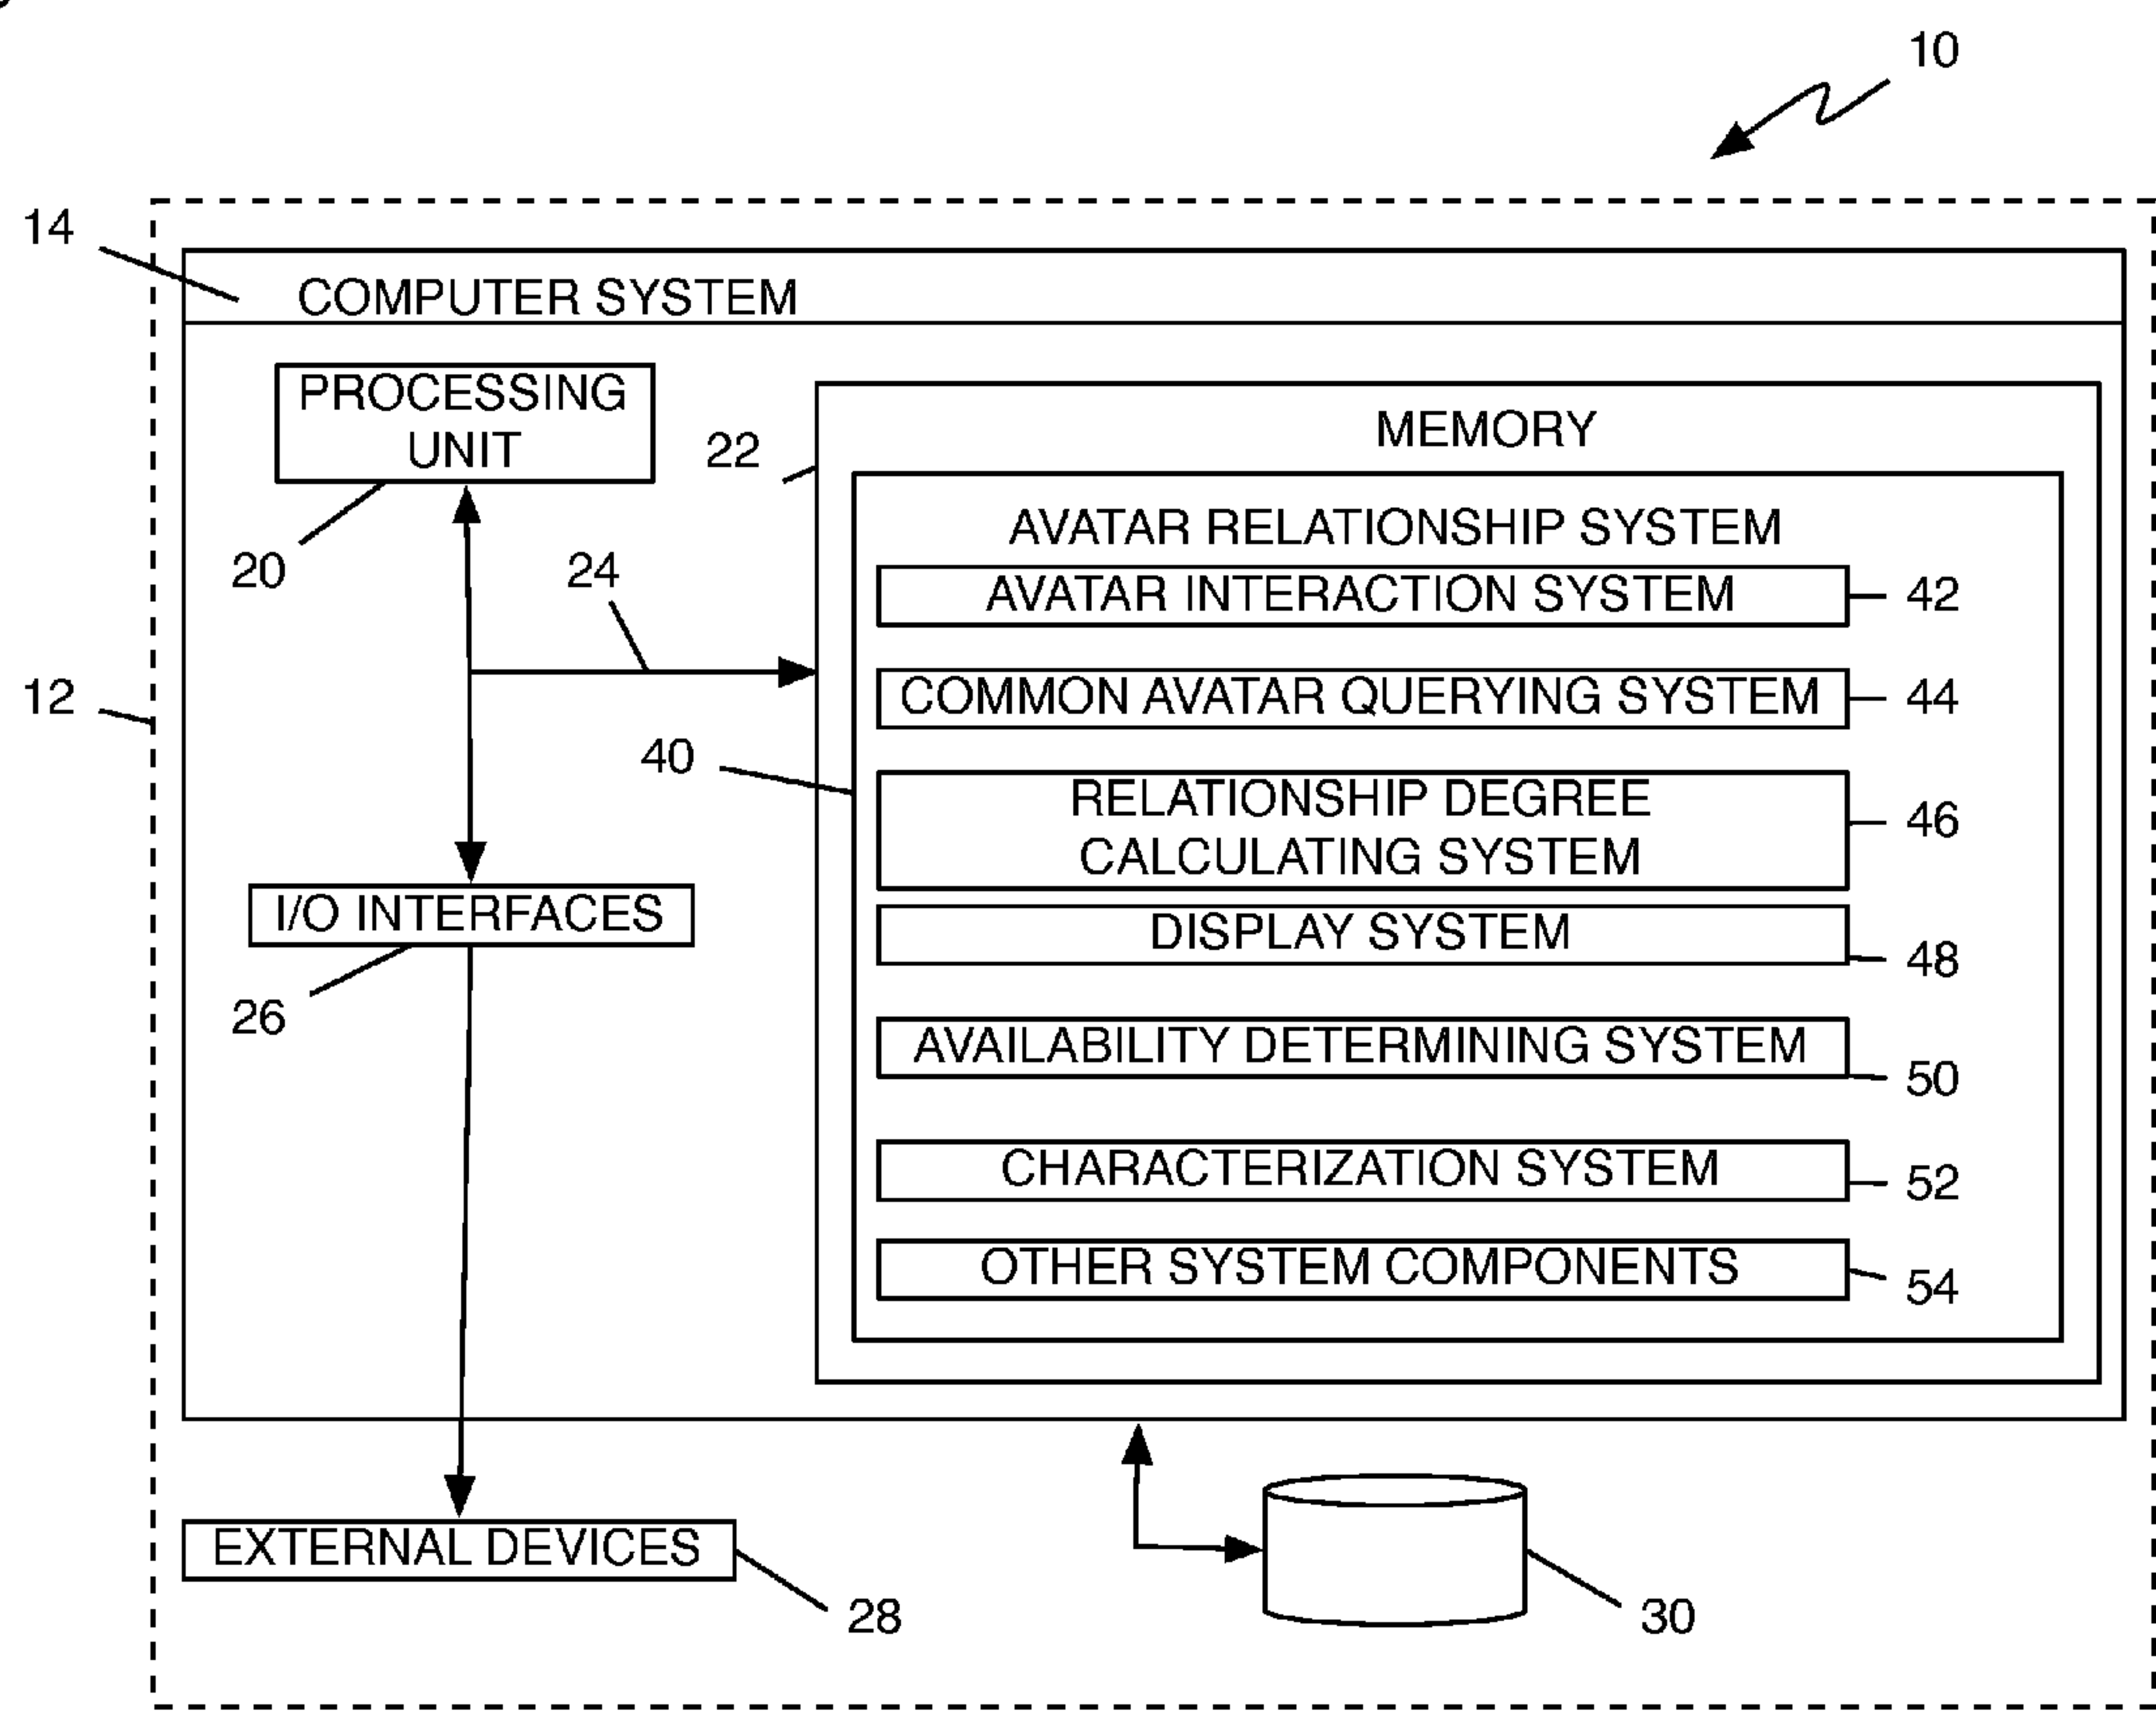 10
14
COMPUTER SYSTEM
PROCESSING
UNIT
20
22
24
12
MEMORY
AVATAR RELATIONSHIP SYSTEM
AVATAR INTERACTION SYSTEM
42
COMMON AVATAR QUERYING SYSTEM
44
40
RELATIONSHIP DEGREE
CALCULATING SYSTEM
46
I/O INTERFACES
26
DISPLAY SYSTEM
48
AVAILABILITY DETERMINING SYSTEM
50
CHARACTERIZATION SYSTEM
52
OTHER SYSTEM COMPONENTS
54
EXTERNAL DEVICES
28
30